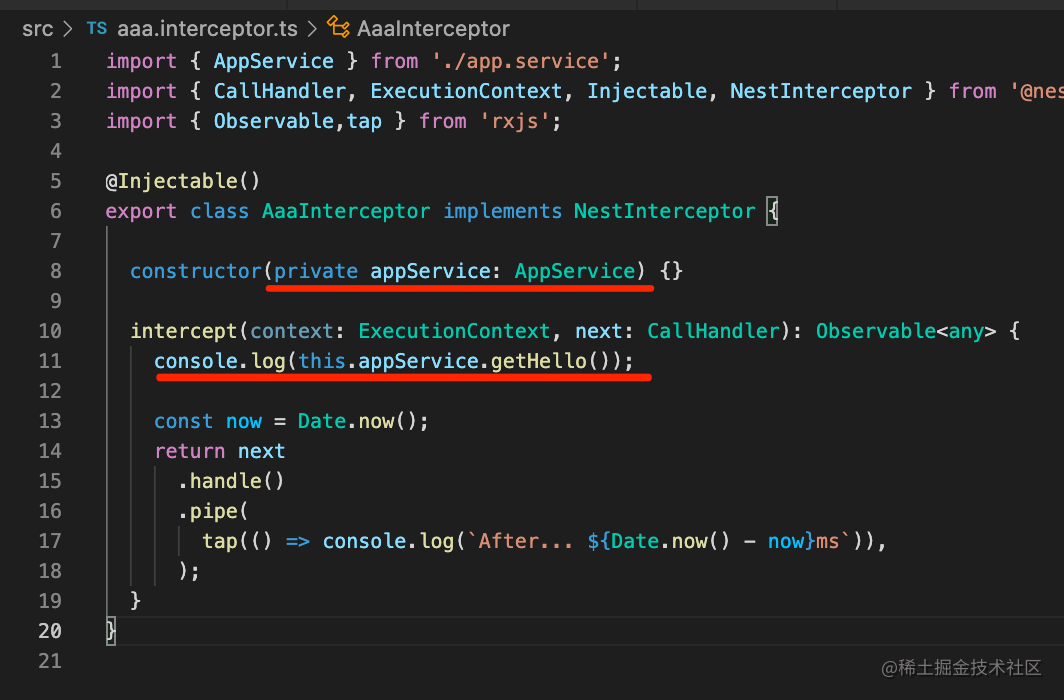 src > TS aaa.interceptor.ts > AaaInterceptor
1 import { AppService } from './app.service';
2 import { CallHandler, ExecutionContext, Injectable, NestInterceptor } from '@nes
3 import { Observable,tap } from 'rxjs';
4
5 @Injectable()
6 export class AaaInterceptor implements NestInterceptor {
7
8 constructor(private appService: AppService) {}
9
10 intercept(context: ExecutionContext, next: CallHandler): Observable<any> {
11 console.log(this.appService.getHello());
12
13 const now = Date.now();
14 return next
15 .handle()
16 .pipe(
17 tap(() => console.log(`After... ${Date.now() - now}ms`)),
18 );
19 }
20 }
21
@稀土掘金技术社区